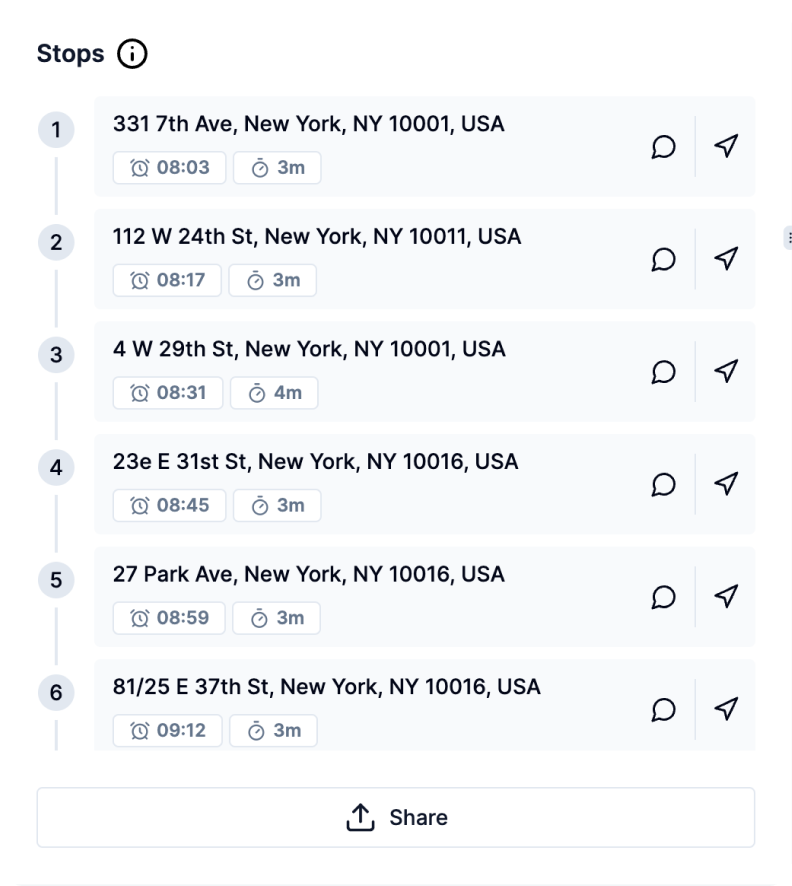 Stops
1
331 7th Ave, New York, NY 10001, USA
08:03 3m
2
112 W 24th St, New York, NY 10011, USA
08:17 3m
3
4 W 29th St, New York, NY 10001, USA
08:31 4m
4
23e E 31st St, New York, NY 10016, USA
08:45 3m
5
27 Park Ave, New York, NY 10016, USA
08:59 3m
6
81/25 E 37th St, New York, NY 10016, USA
09:12 3m
Share